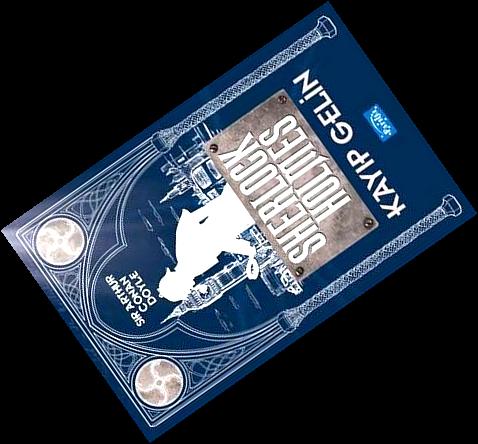 SIR ARTHUR
CONAN
DOYLE
SHERLOCK
HOLMES
KAYIP GELİN